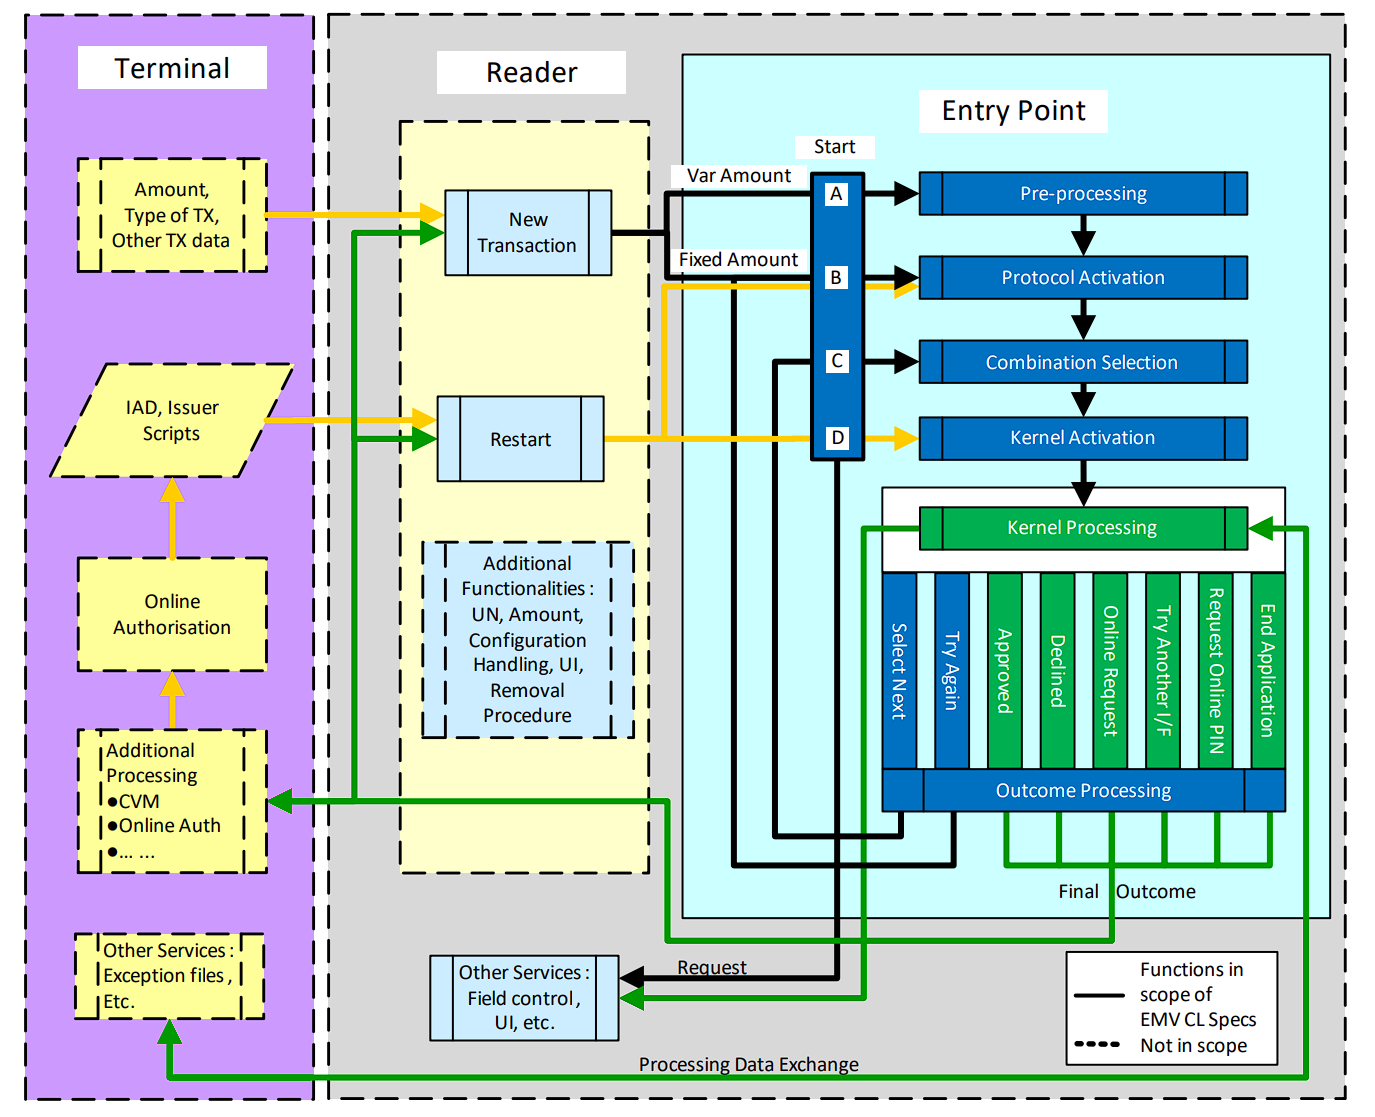 Terminal
Reader
Entry Point
Start
Amount,
Type of TX,
Other TX data
New
Transaction
Var Amount
Fixed Amount
A
B
C
D
Pre-processing
Protocol Activation
Combination Selection
Kernel Activation
Kernel Processing
IAD, Issuer
Scripts
Restart
Online
Authorisation
Additional
Functionalities :
UN, Amount,
Configuration
Handling, UI,
Removal
Procedure
Select Next
Try Again
Approved
Declined
Online Request
Try Another I/F
Request Online PIN
End Application
Outcome Processing
Final Outcome
Additional
Processing
●CVM
●Online Auth
●... ...
Other Services :
Exception files ,
Etc.
Other Services :
Field control ,
UI, etc.
Request
Processing Data Exchange
Functions in
scope of
EMV CL Specs
Not in scope